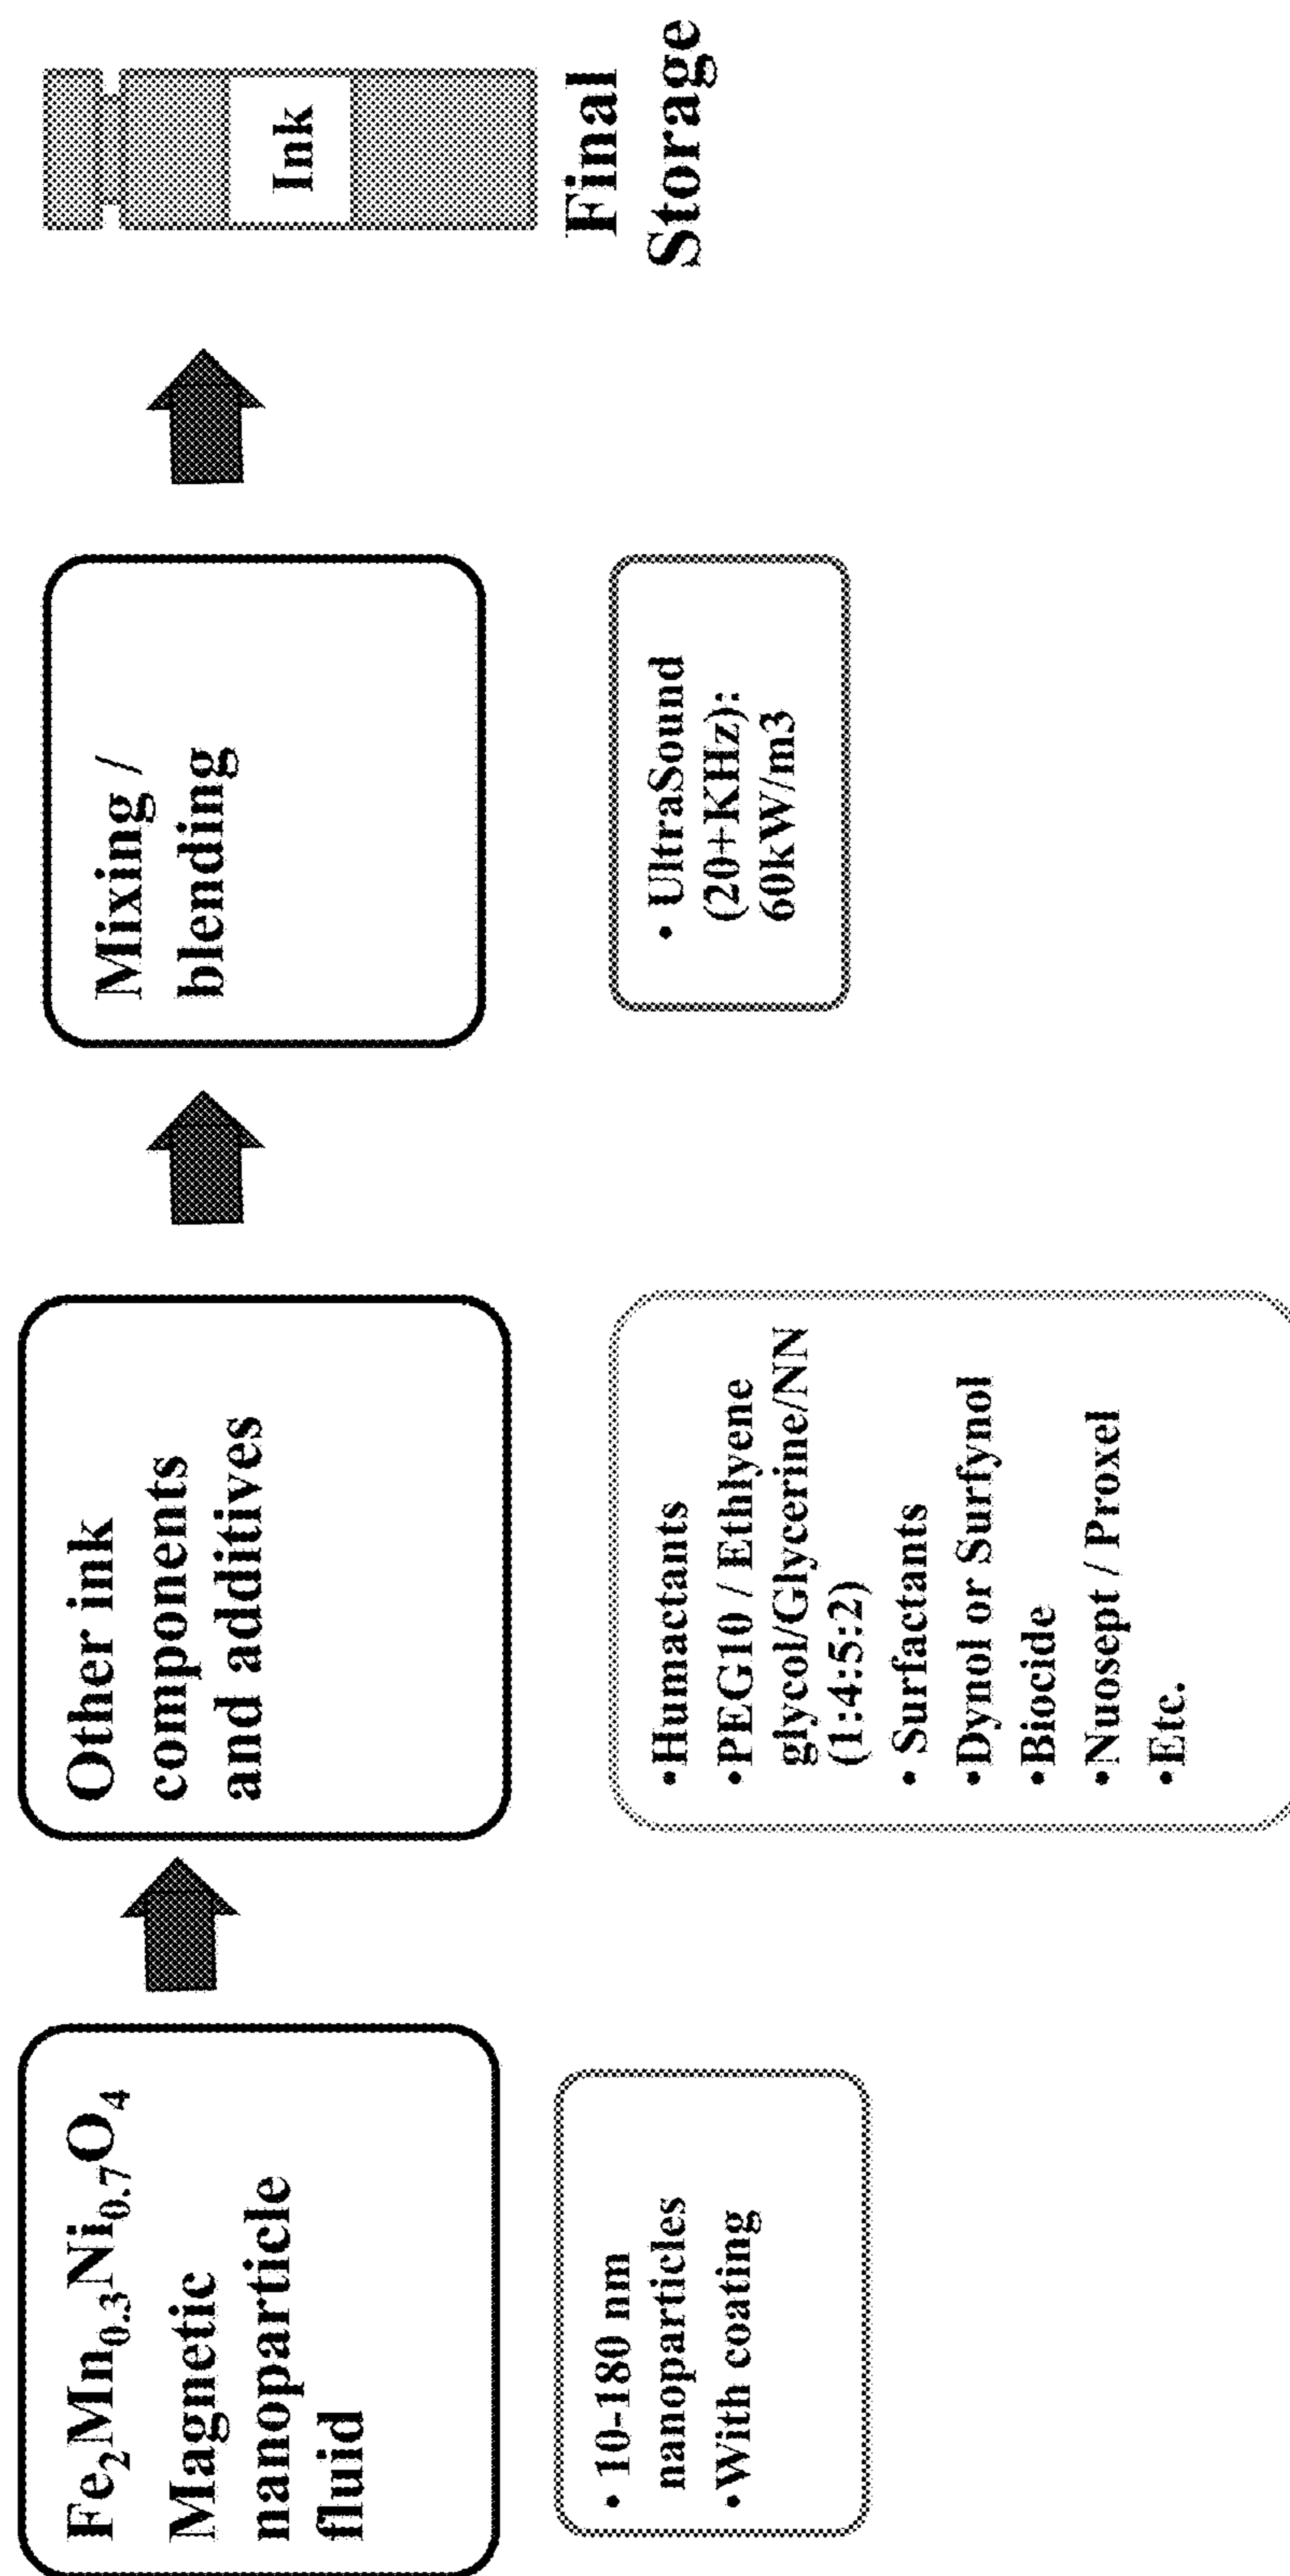 Fe₂Mn₀.₃Ni₀.₇O₄
Magnetic
nanoparticle
fluid
• 10-180 nm
nanoparticles
•With coating
Other ink
components
and additives
•Humactants
•PEG10 / Ethlyene
glycol/Glycerine/NN
(1:4:5:2)
• Surfactants
•Dynol or Surfynol
•Biocide
•Nuosept / Proxel
•Etc.
Mixing /
blending
• UltraSound
(20+KHz):
60kW/m3
Ink
Final
Storage